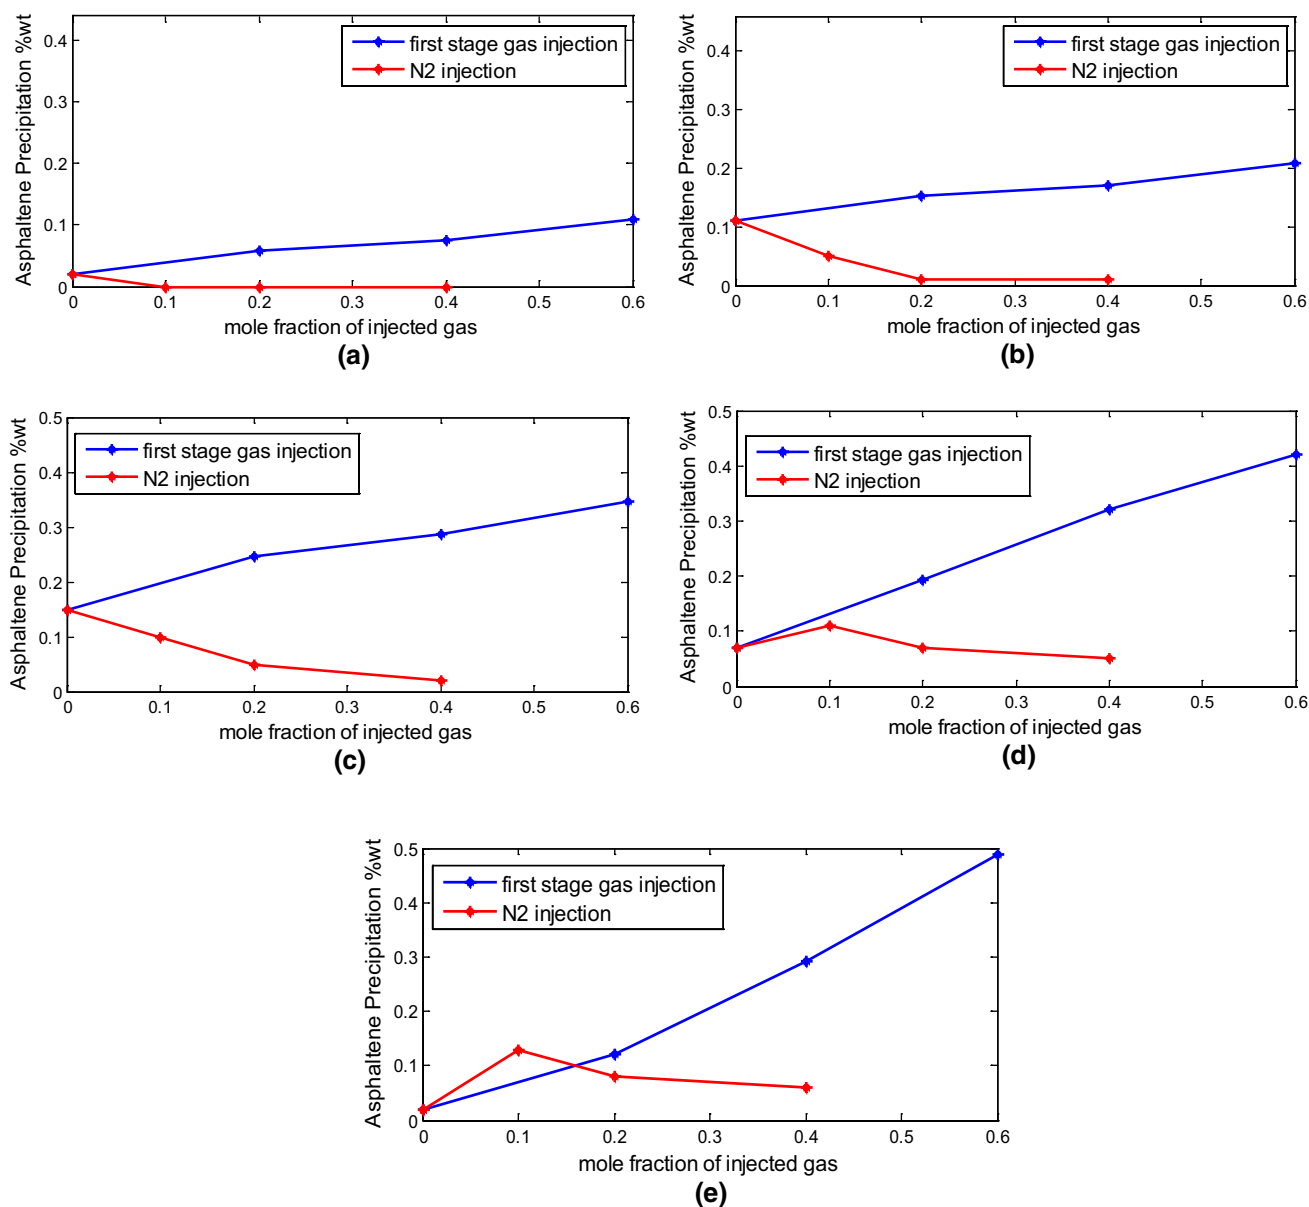 Asphaltene Precipitation %wt
0.4
0.3
0.2
0.1
0
first stage gas injection
N2 injection
0 0.1 0.2 0.3 0.4 0.5 0.6
mole fraction of injected gas
(a)
Asphaltene Precipitation %wt
0.4
0.3
0.2
0.1
0
first stage gas injection
N2 injection
0 0.1 0.2 0.3 0.4 0.5 0.6
mole fraction of injected gas
(b)
Asphaltene Precipitation %wt
0.5
0.4
0.3
0.2
0.1
0
first stage gas injection
N2 injection
0 0.1 0.2 0.3 0.4 0.5 0.6
mole fraction of injected gas
(c)
Asphaltene Precipitation %wt
0.5
0.4
0.3
0.2
0.1
0
first stage gas injection
N2 injection
0 0.1 0.2 0.3 0.4 0.5 0.6
mole fraction of injected gas
(d)
Asphaltene Precipitation %wt
0.5
0.4
0.3
0.2
0.1
0
first stage gas injection
N2 injection
0 0.1 0.2 0.3 0.4 0.5 0.6
mole fraction of injected gas
(e)